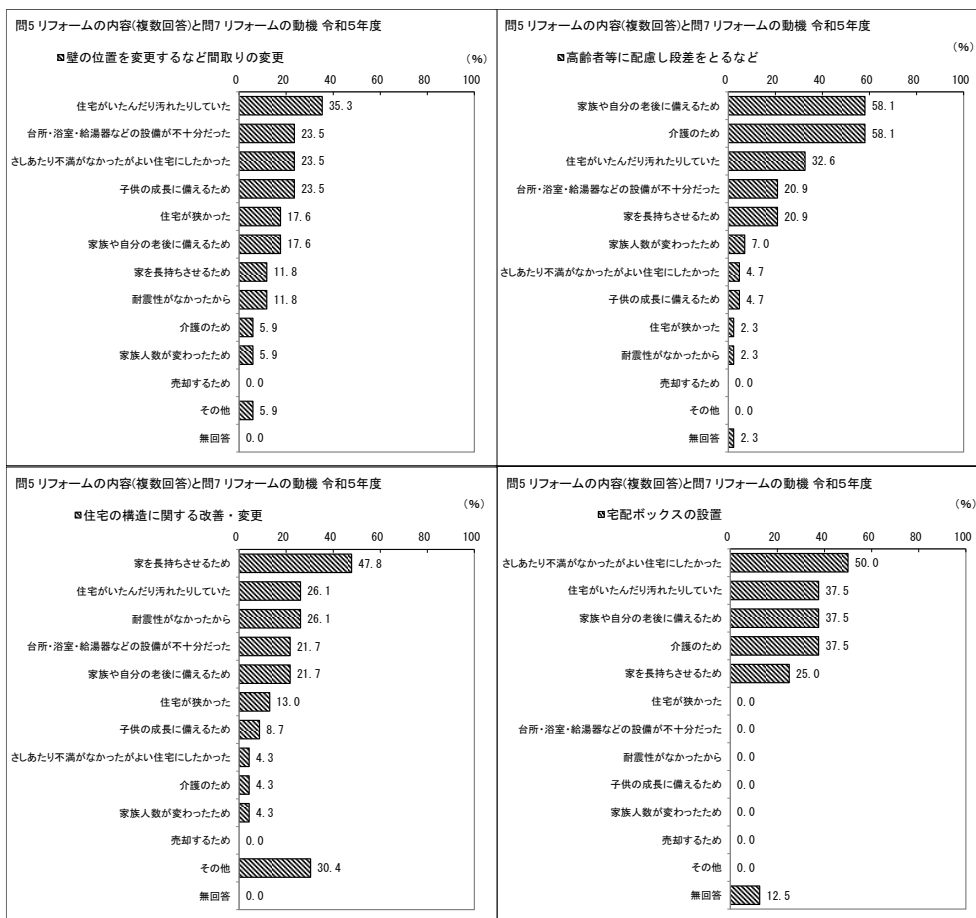 問5 リフォームの内容(複数回答)と問7 リフォームの動機 令和5年度
壁の位置を変更するなど間取りの変更
(%)
0 20 40 60 80 100
住宅がいたんだり汚れたりしていた 35.3
台所・浴室・給湯器などの設備が不十分だった 23.5
さしあたり不満がなかったがよい住宅にしたかった 23.5
子供の成長に備えるため 23.5
住宅が狭かった 17.6
家族や自分の老後に備えるため 17.6
家を長持ちさせるため 11.8
耐震性がなかったから 11.8
介護のため 5.9
家族人数が変わったため 5.9
売却するため 0.0
その他 5.9
無回答 0.0
問5 リフォームの内容(複数回答)と問7 リフォームの動機 令和5年度
高齢者等に配慮し段差をとるなど
(%)
0 20 40 60 80 100
家族や自分の老後に備えるため 58.1
介護のため 58.1
住宅がいたんだり汚れたりしていた 32.6
台所・浴室・給湯器などの設備が不十分だった 20.9
家を長持ちさせるため 20.9
家族人数が変わったため 7.0
さしあたり不満がなかったがよい住宅にしたかった 4.7
子供の成長に備えるため 4.7
住宅が狭かった 2.3
耐震性がなかったから 2.3
売却するため 0.0
その他 0.0
無回答 2.3
問5 リフォームの内容(複数回答)と問7 リフォームの動機 令和5年度
(%)
住宅の構造に関する改善・変更
0 20 40 60 80 100
家を長持ちさせるため 47.8
住宅がいたんだり汚れたりしていた 26.1
耐震性がなかったから 26.1
台所・浴室・給湯器などの設備が不十分だった 21.7
家族や自分の老後に備えるため 21.7
住宅が狭かった 13.0
子供の成長に備えるため 8.7
さしあたり不満がなかったがよい住宅にしたかった 4.3
介護のため 4.3
家族人数が変わったため 4.3
売却するため 0.0
その他 30.4
無回答 0.0
問5 リフォームの内容(複数回答)と問7 リフォームの動機 令和5年度
(%)
宅配ボックスの設置
0 20 40 60 80 100
さしあたり不満がなかったがよい住宅にしたかった 50.0
住宅がいたんだり汚れたりしていた 37.5
家族や自分の老後に備えるため 37.5
介護のため 37.5
家を長持ちさせるため 25.0
住宅が狭かった 0.0
台所・浴室・給湯器などの設備が不十分だった 0.0
耐震性がなかったから 0.0
子供の成長に備えるため 0.0
家族人数が変わったため 0.0
売却するため 0.0
その他 0.0
無回答 12.5